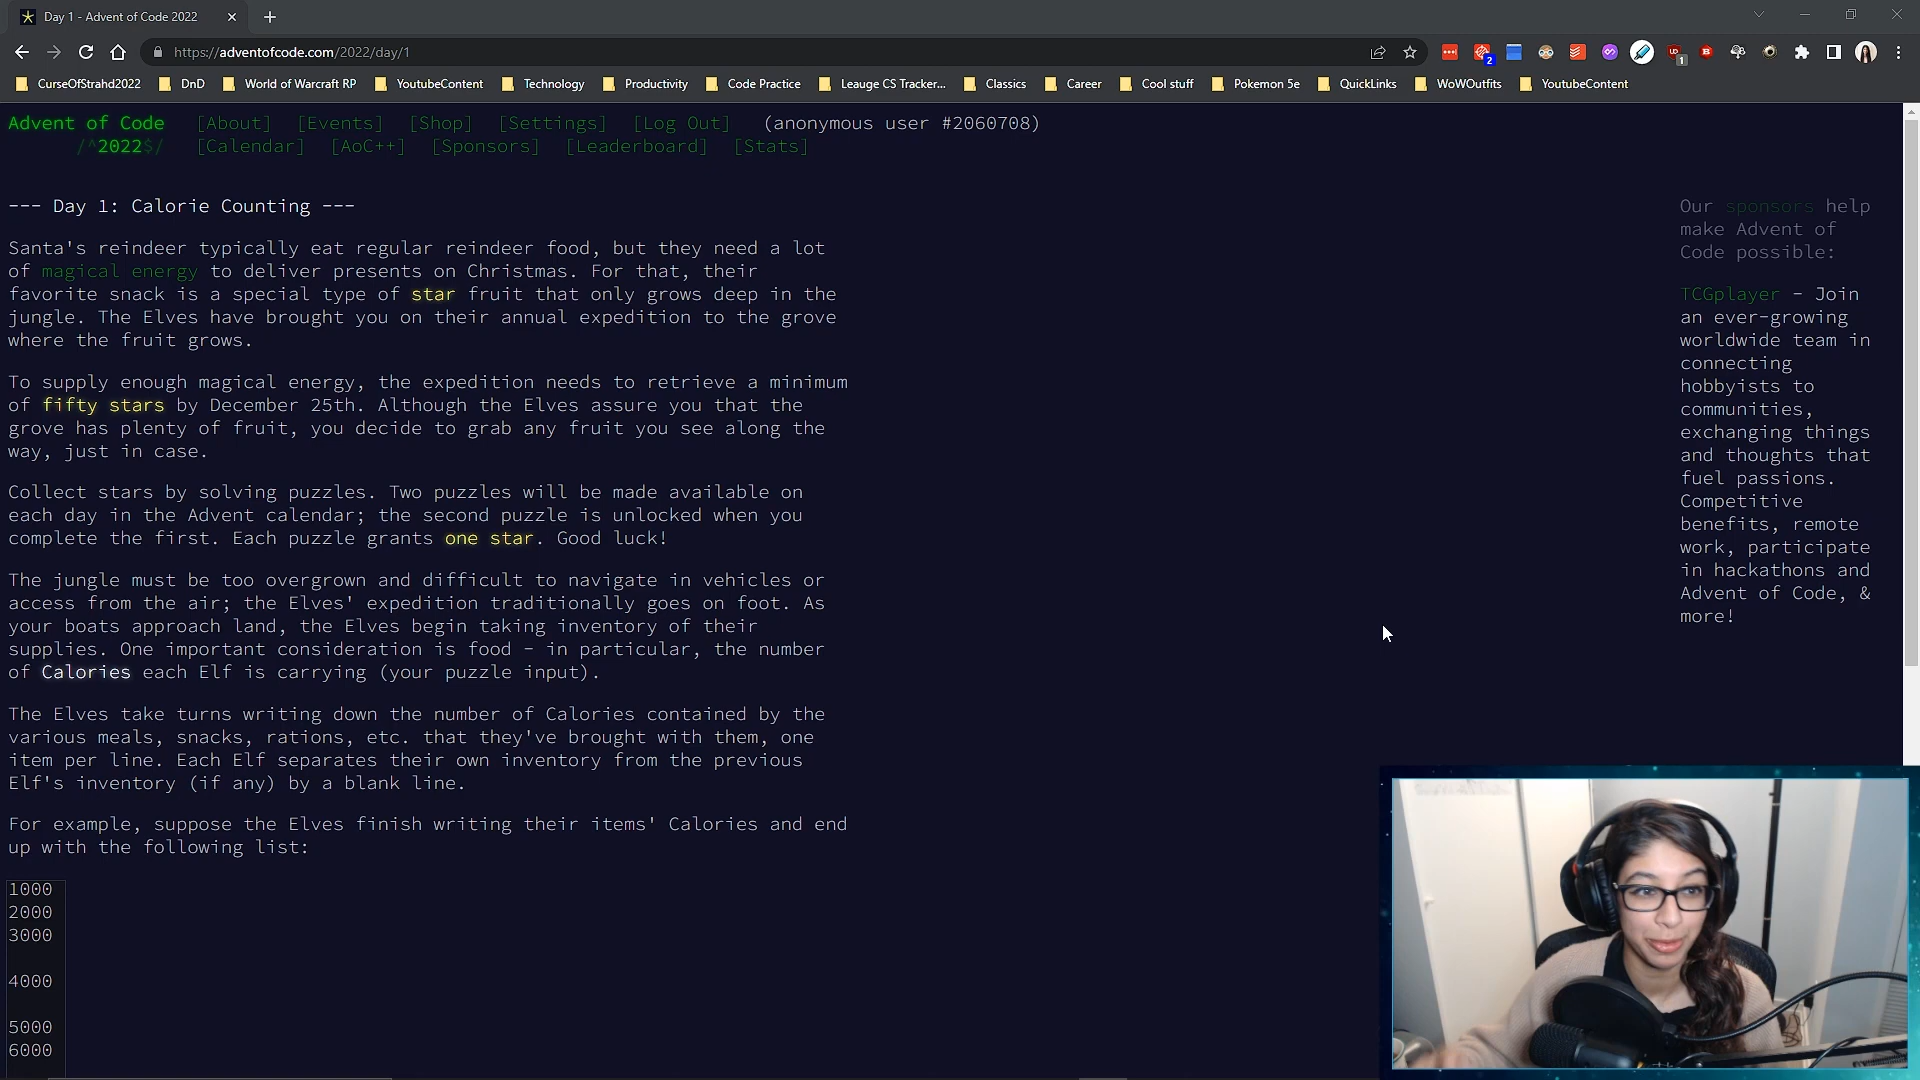 Day 1 - Advent of Code 2022
https://adventofcode.com/2022/day/1
2
1
CurseOfStrahd2022 DnD World of Warcraft RP YoutubeContent Technology Productivity Code Practice Leauge CS Tracker... Classics Career Cool stuff Pokemon 5e QuickLinks WoWOutfits YoutubeContent
Advent of Code [About] [Events] [Shop] [Settings] [Log Out] (anonymous user #2060708)
/^2022$/ [Calendar] [AoC++] [Sponsors] [Leaderboard] [Stats]
--- Day 1: Calorie Counting ---
Santa's reindeer typically eat regular reindeer food, but they need a lot
of magical energy to deliver presents on Christmas. For that, their
favorite snack is a special type of star fruit that only grows deep in the
jungle. The Elves have brought you on their annual expedition to the grove
where the fruit grows.
To supply enough magical energy, the expedition needs to retrieve a minimum
of fifty stars by December 25th. Although the Elves assure you that the
grove has plenty of fruit, you decide to grab any fruit you see along the
way, just in case.
Collect stars by solving puzzles. Two puzzles will be made available on
each day in the Advent calendar; the second puzzle is unlocked when you
complete the first. Each puzzle grants one star. Good luck!
The jungle must be too overgrown and difficult to navigate in vehicles or
access from the air; the Elves' expedition traditionally goes on foot. As
your boats approach land, the Elves begin taking inventory of their
supplies. One important consideration is food - in particular, the number
of Calories each Elf is carrying (your puzzle input).
The Elves take turns writing down the number of Calories contained by the
various meals, snacks, rations, etc. that they've brought with them, one
item per line. Each Elf separates their own inventory from the previous
Elf's inventory (if any) by a blank line.
For example, suppose the Elves finish writing their items' Calories and end
up with the following list:
1000
2000
3000
4000
5000
6000
Our sponsors help
make Advent of
Code possible:
TCGplayer - Join
an ever-growing
worldwide team in
connecting
hobbyists to
communities,
exchanging things
and thoughts that
fuel passions.
Competitive
benefits, remote
work, participate
in hackathons and
Advent of Code, &
more!